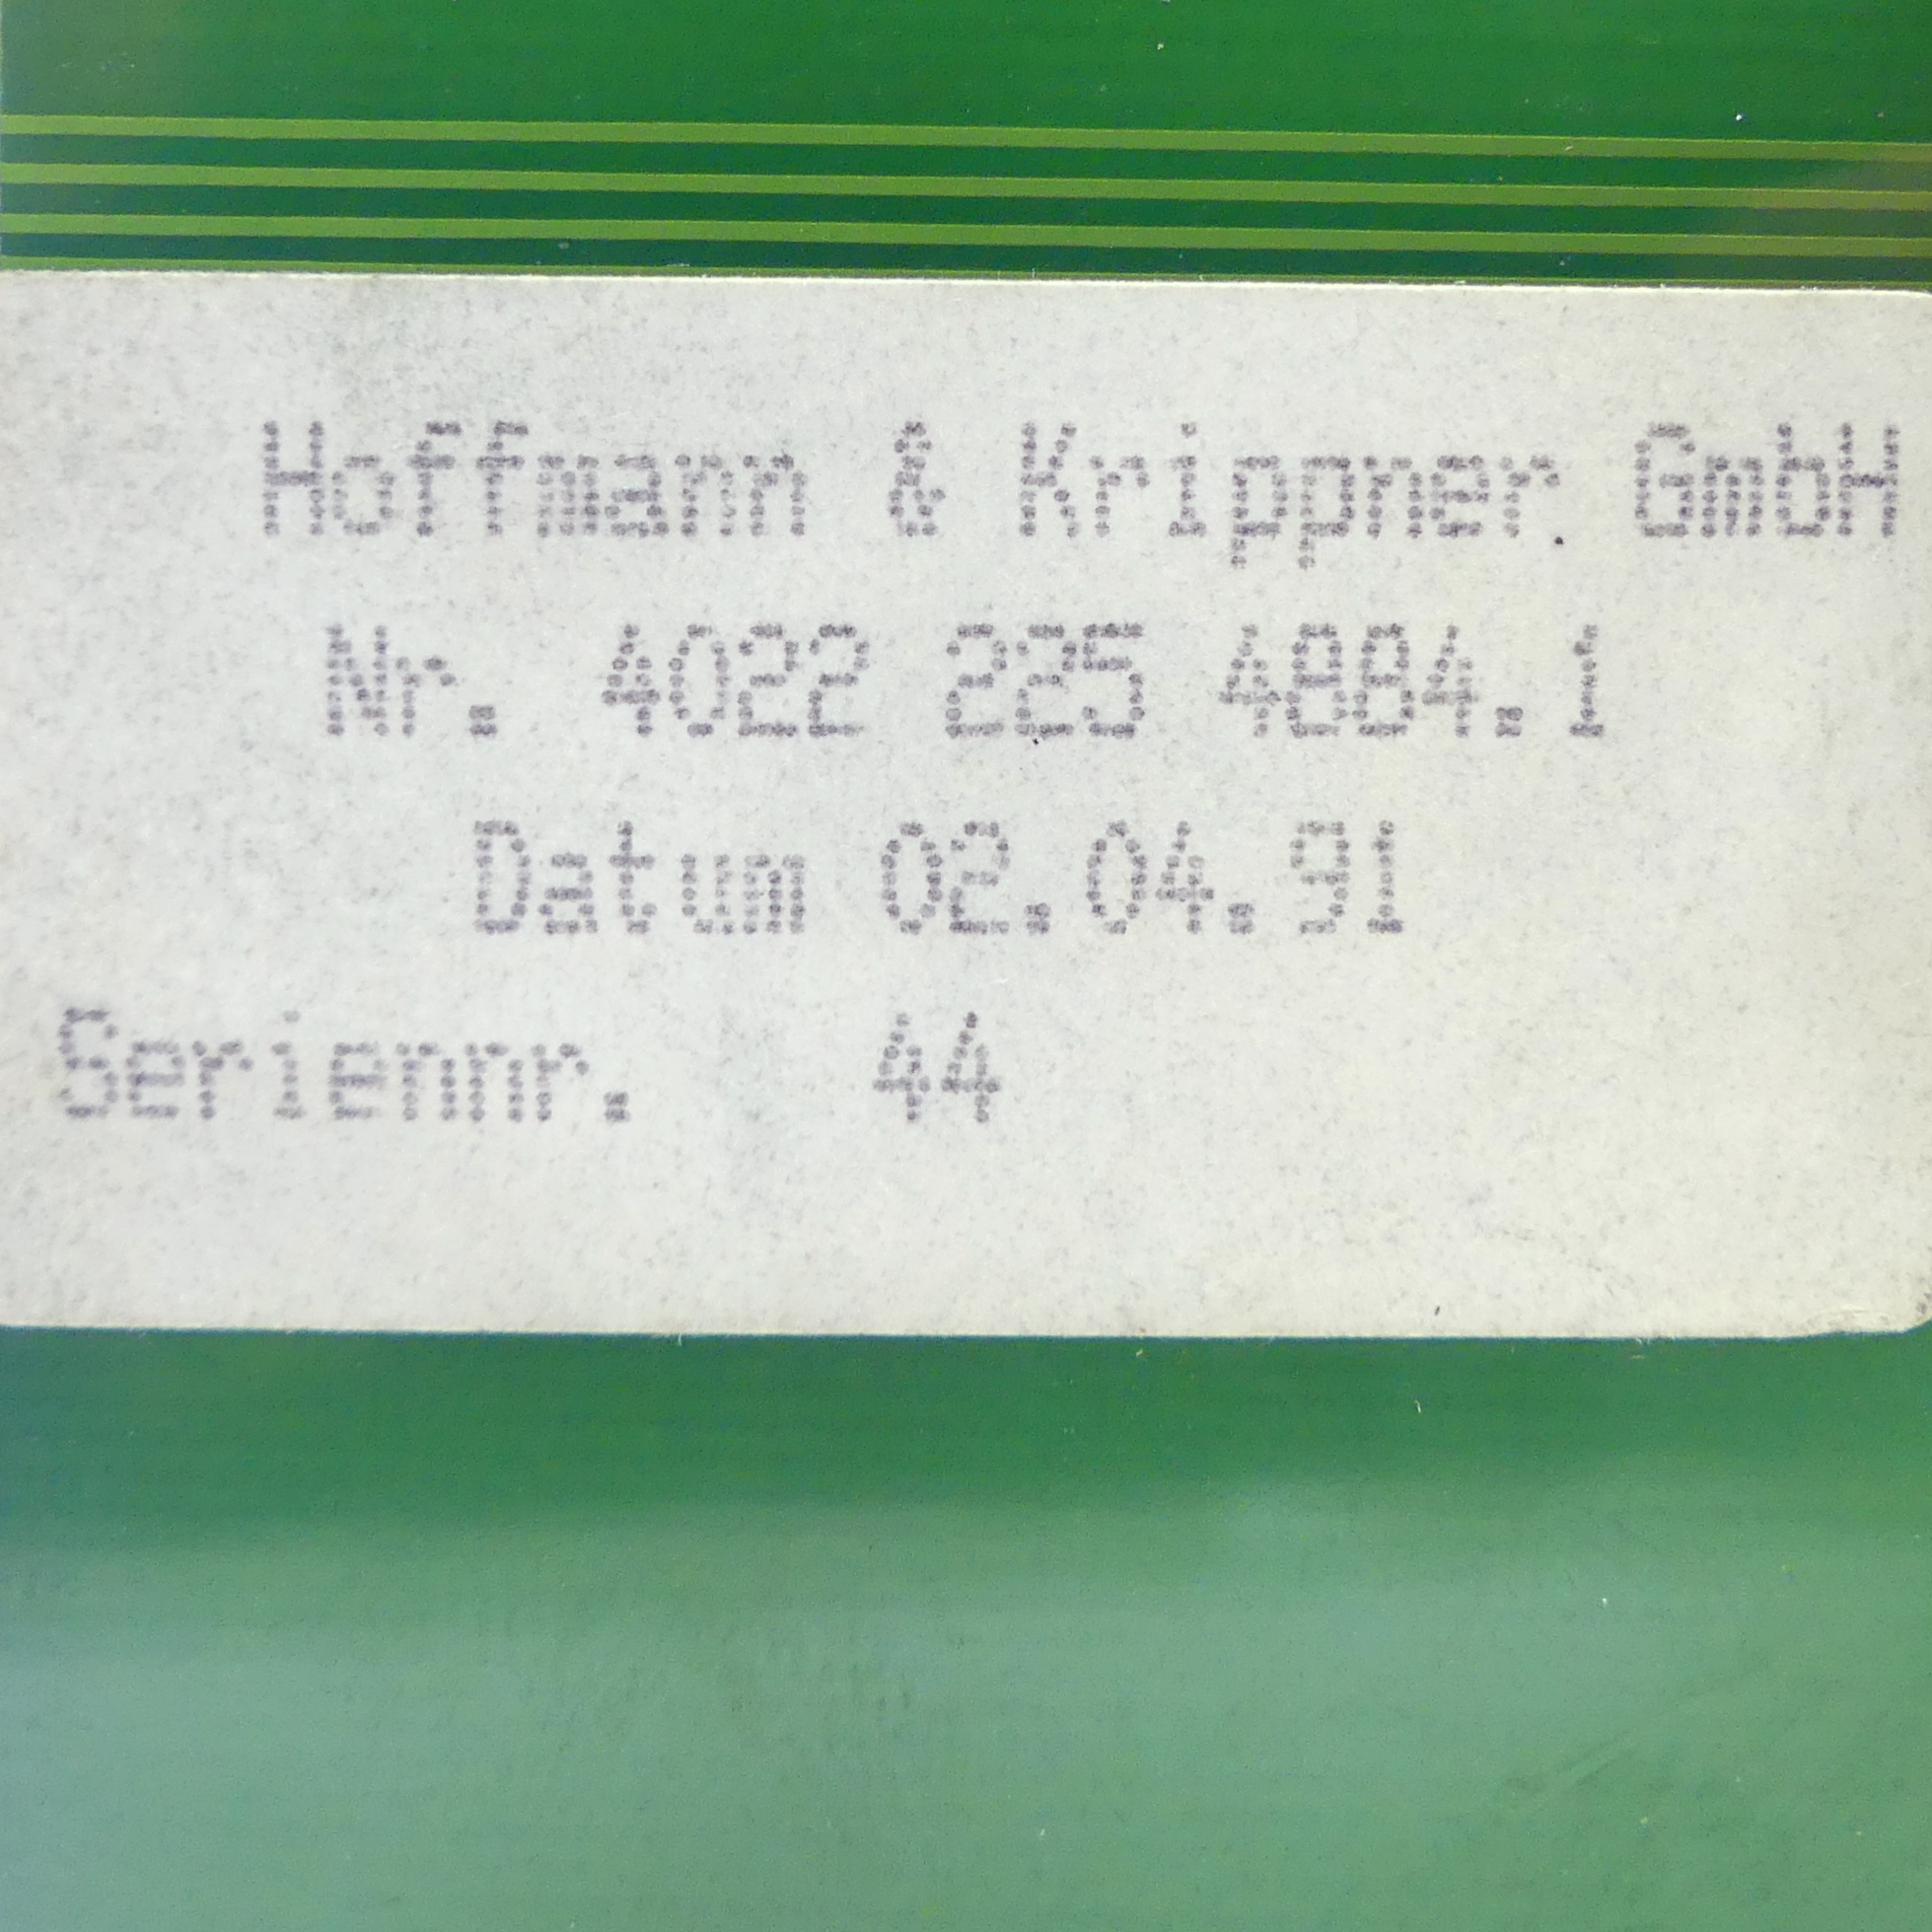 Hoffmann & Krippner GmbH
Nr. 4022 225 4884.1
Datum 02.04.91
Seriennr. 44